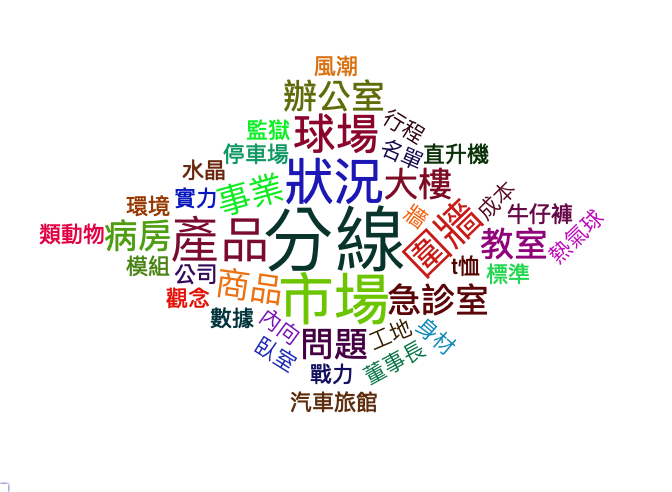 風潮
辦公室
行程
監獄
球場
名單
停車場
直升機
水晶
狀況
大樓
實力
事業
環境
成本
牛仔褲
牆
類動物
病房
產品
分線
圍牆
教室
熱氣球
模組
公司
t恤
標準
觀念
商品
市場
急診室
數據
內向
問題
工地
身材
臥室
戰力
董事長
汽車旅館